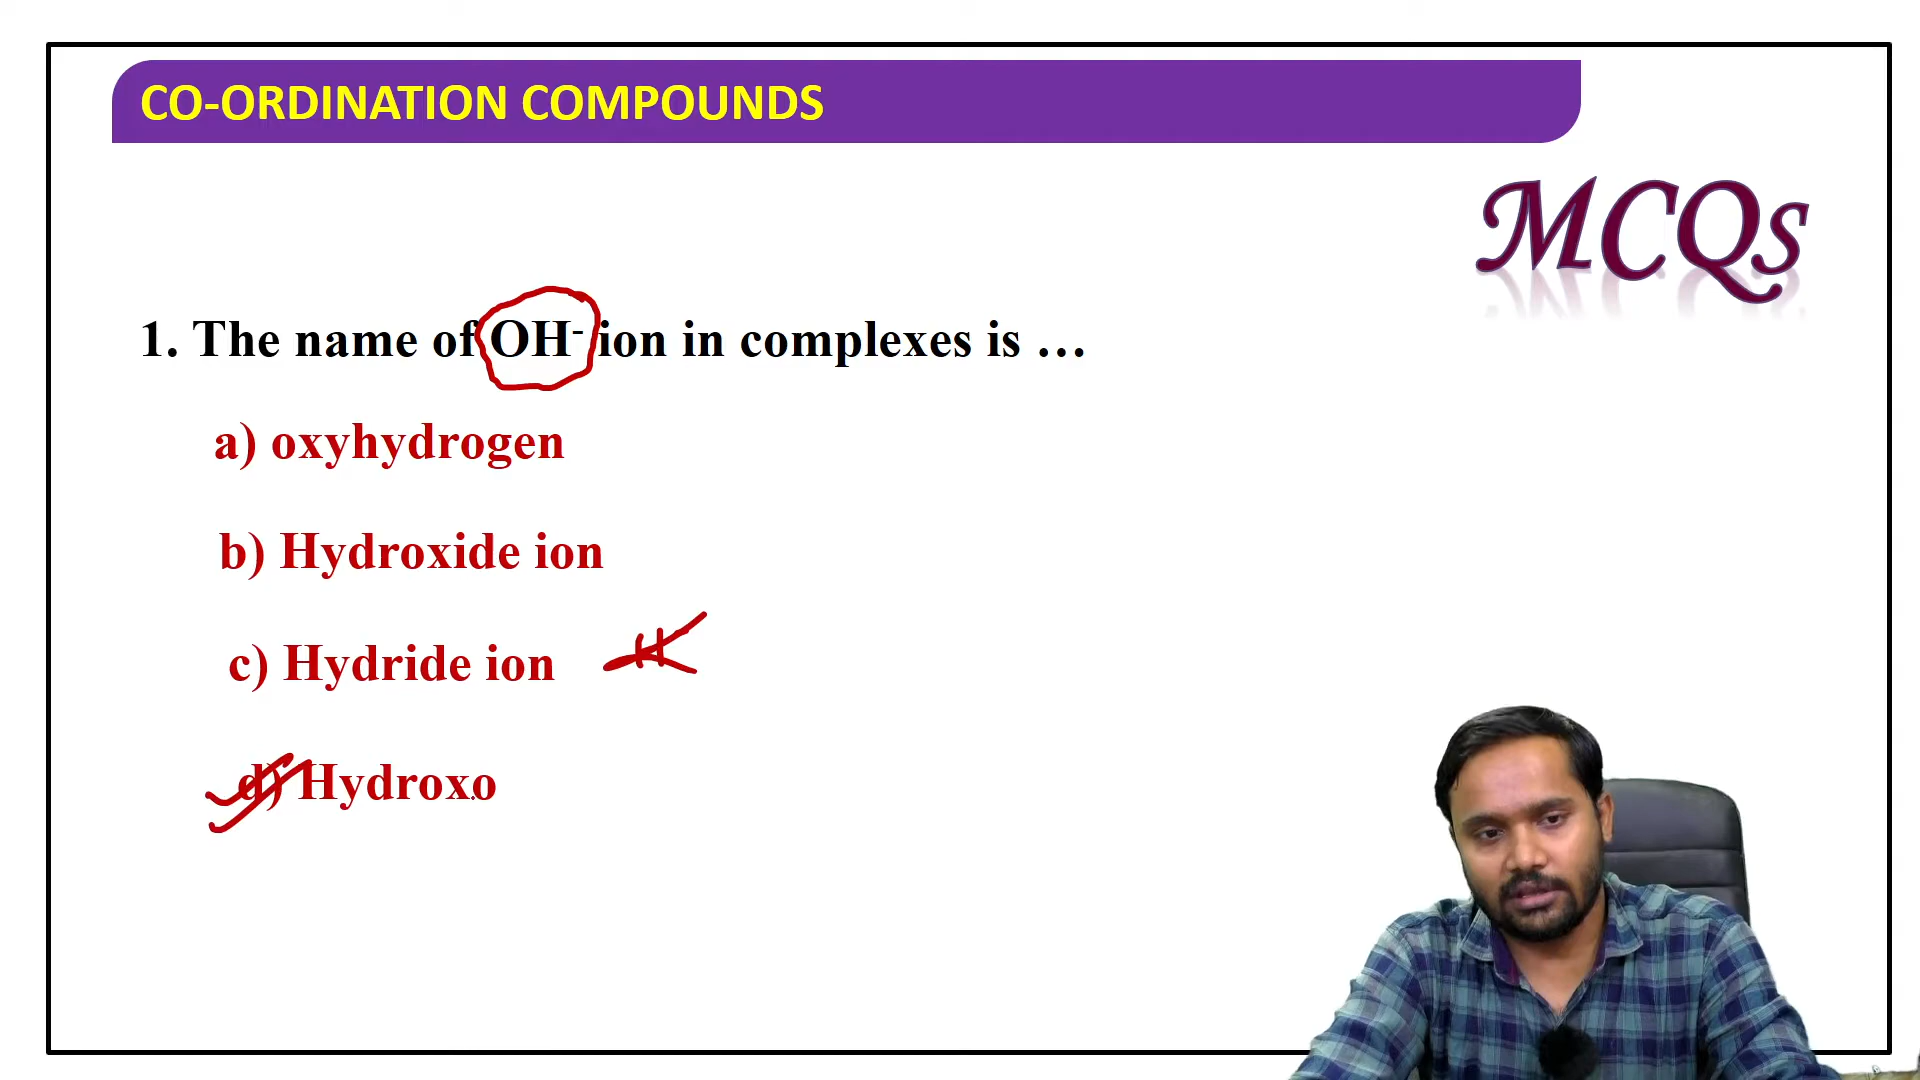 CO-ORDINATION COMPOUNDS
MCQs
1. The name of OH⁻ ion in complexes is …
a) oxyhydrogen
b) Hydroxide ion
c) Hydride ion H
d) Hydroxo